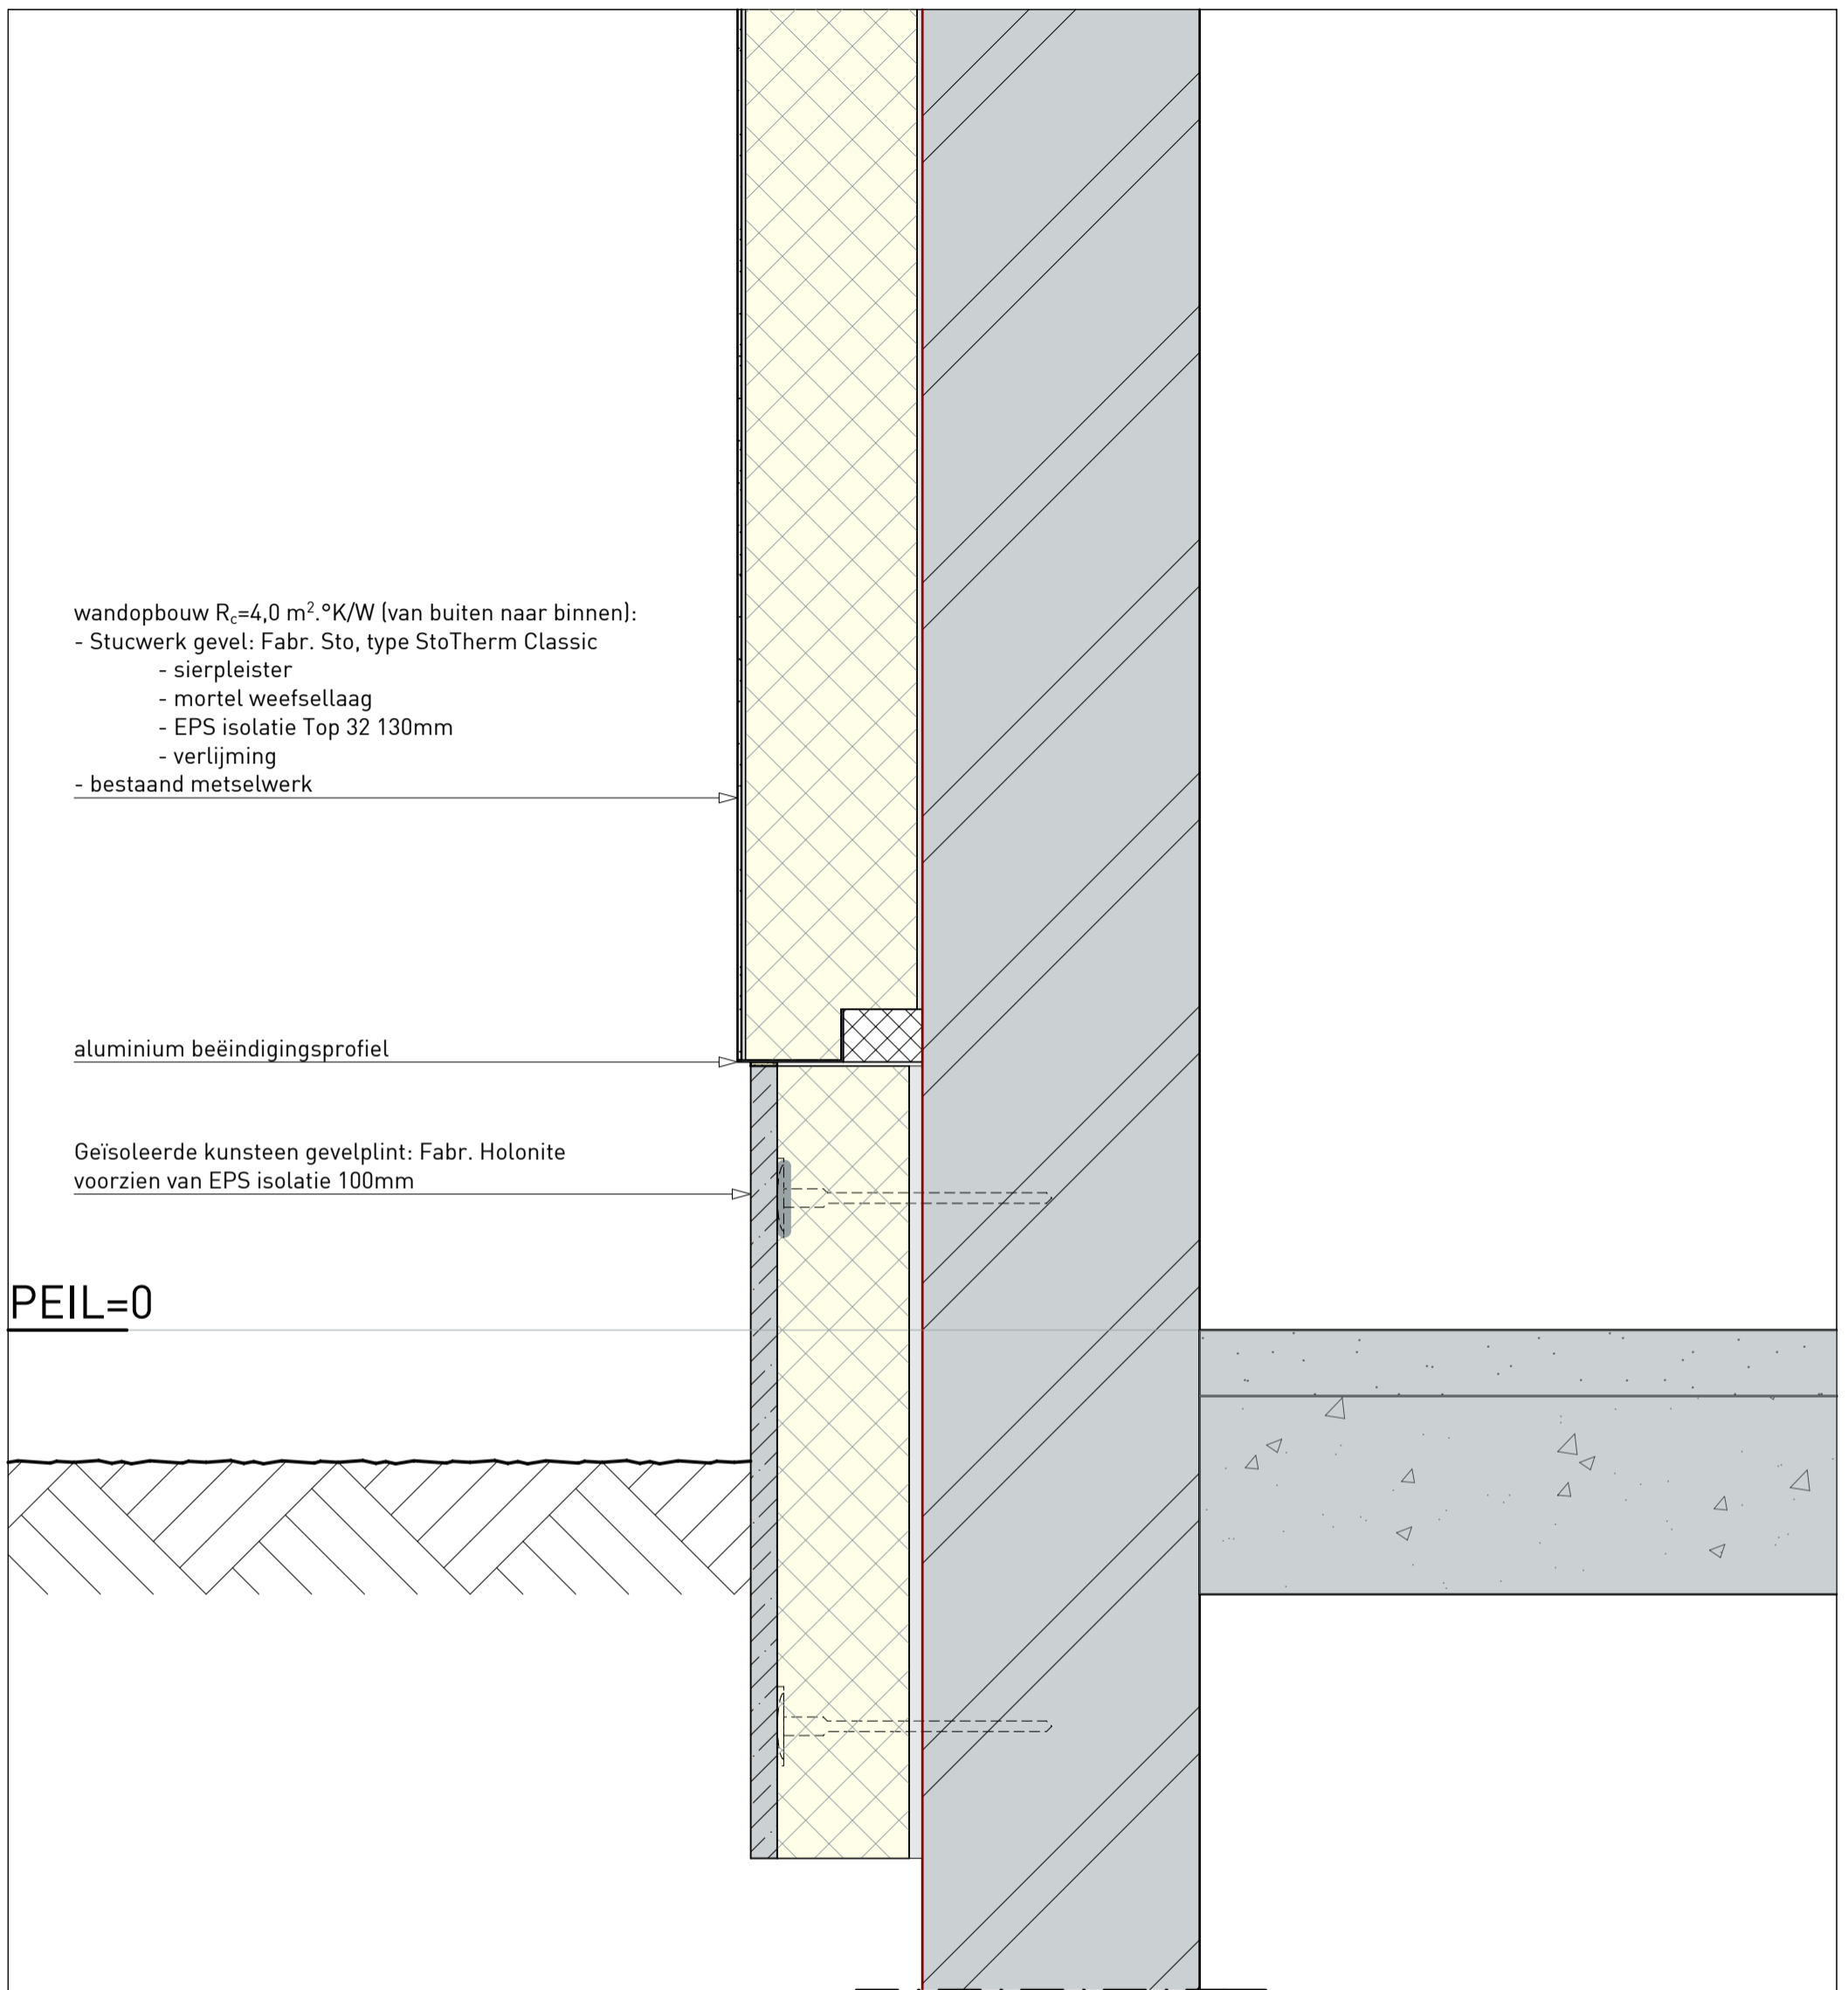 wandopbouw Rc=4,0 m².°K/W (van buiten naar binnen):
- Stucwerk gevel: Fabr. Sto, type StoTherm Classic
- sierpleister
- mortel weefsellaag
- EPS isolatie Top 32 130mm
- verlijming
- bestaand metselwerk
aluminium beëindigingsprofiel
Geïsoleerde kunsteen gevelplint: Fabr. Holonite
voorzien van EPS isolatie 100mm
PEIL=0